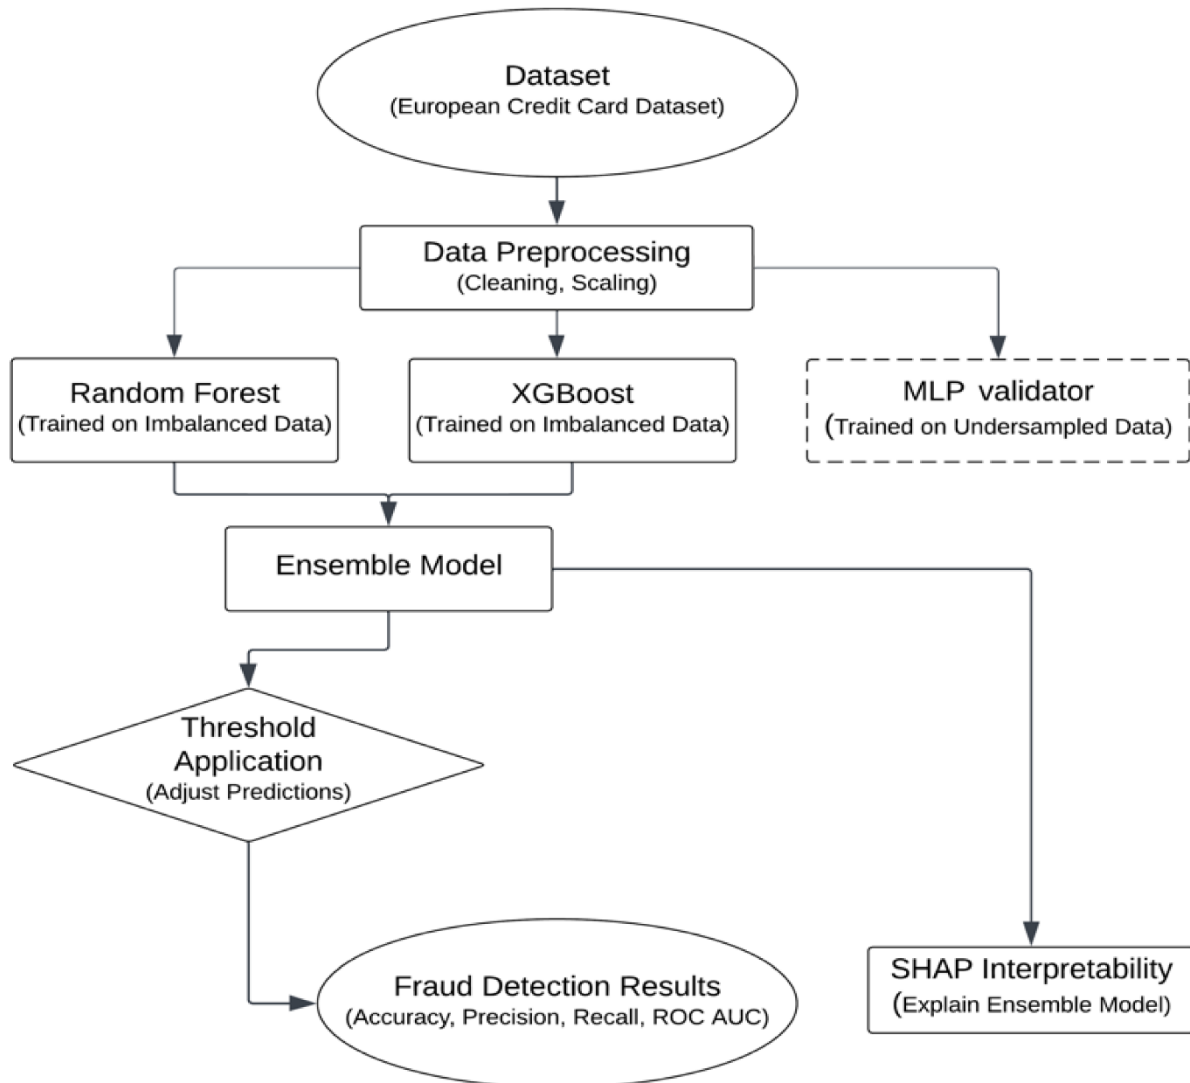 Dataset
(European Credit Card Dataset)
Data Preprocessing
(Cleaning, Scaling)
Random Forest
(Trained on Imbalanced Data)
XGBoost
(Trained on Imbalanced Data)
MLP validator
(Trained on Undersampled Data)
Ensemble Model
Threshold
Application
(Adjust Predictions)
Fraud Detection Results
(Accuracy, Precision, Recall, ROC AUC)
SHAP Interpretability
(Explain Ensemble Model)